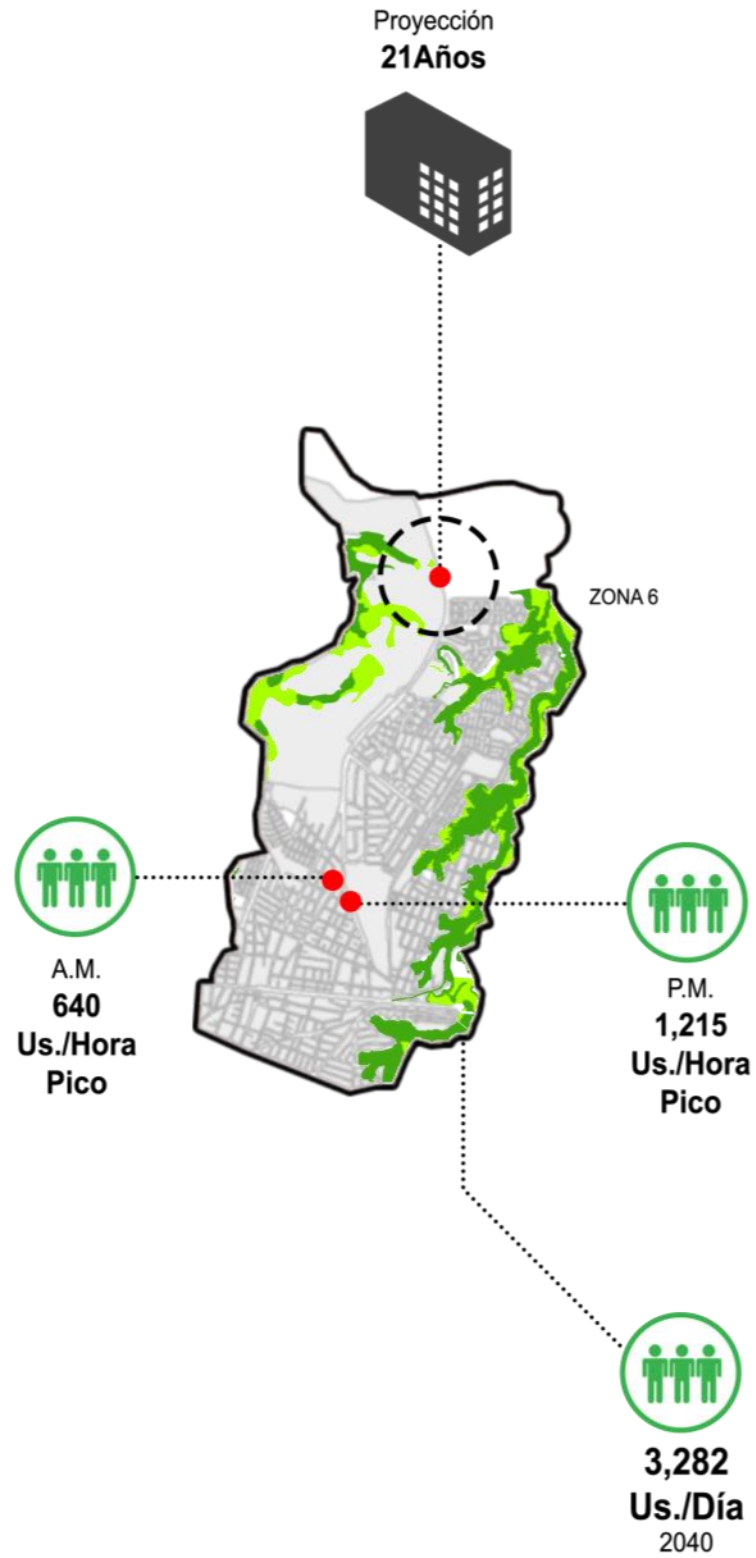 Proyección
21Años
ZONA 6
A.M.
640
Us./Hora
Pico
P.M.
1,215
Us./Hora
Pico
3,282
Us./Día
2040